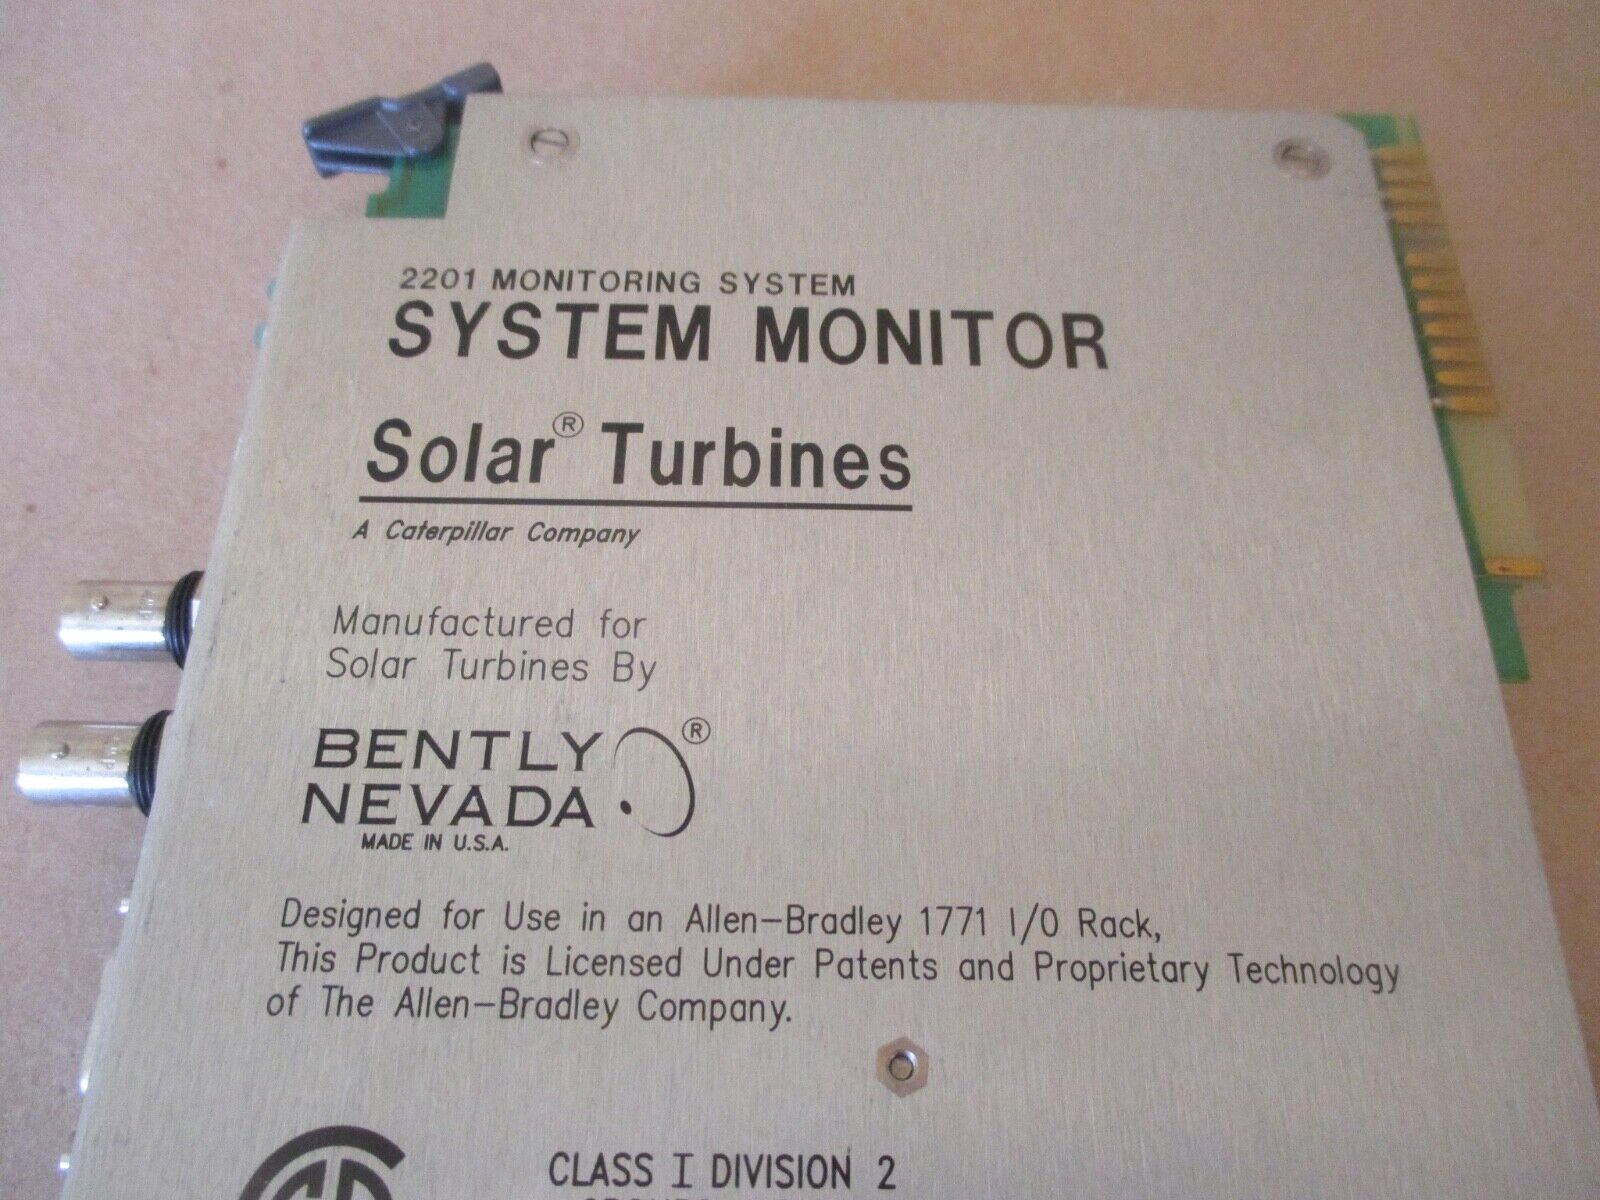 2201 MONITORING SYSTEM
SYSTEM MONITOR
Solar® Turbines
A Caterpillar Company
Manufactured for
Solar Turbines By
BENTLY
NEVADA ®
MADE IN U.S.A.
Designed for Use in an Allen-Bradley 1771 I/O Rack,
This Product is Licensed Under Patents and Proprietary Technology
of The Allen-Bradley Company.
CLASS I DIVISION 2